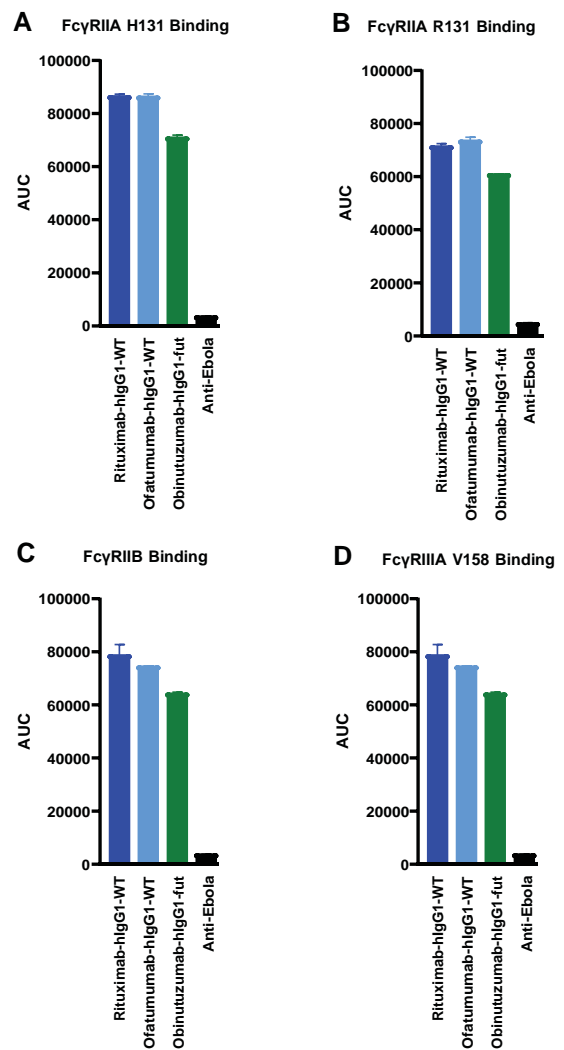 A
FcγRIIA H131 Binding
100000
80000
60000
40000
20000
0
AUC
Rituximab-hIgG1-WT
Ofatumumab-hIgG1-WT
Obinutuzumab-hIgG1-fut
Anti-Ebola
B
FcγRIIA R131 Binding
100000
80000
60000
40000
20000
0
AUC
Rituximab-hIgG1-WT
Ofatumumab-hIgG1-WT
Obinutuzumab-hIgG1-fut
Anti-Ebola
C
FcγRIIB Binding
100000
80000
60000
40000
20000
0
AUC
Rituximab-hIgG1-WT
Ofatumumab-hIgG1-WT
Obinutuzumab-hIgG1-fut
Anti-Ebola
D
FcγRIIIA V158 Binding
100000
80000
60000
40000
20000
0
AUC
Rituximab-hIgG1-WT
Ofatumumab-hIgG1-WT
Obinutuzumab-hIgG1-fut
Anti-Ebola